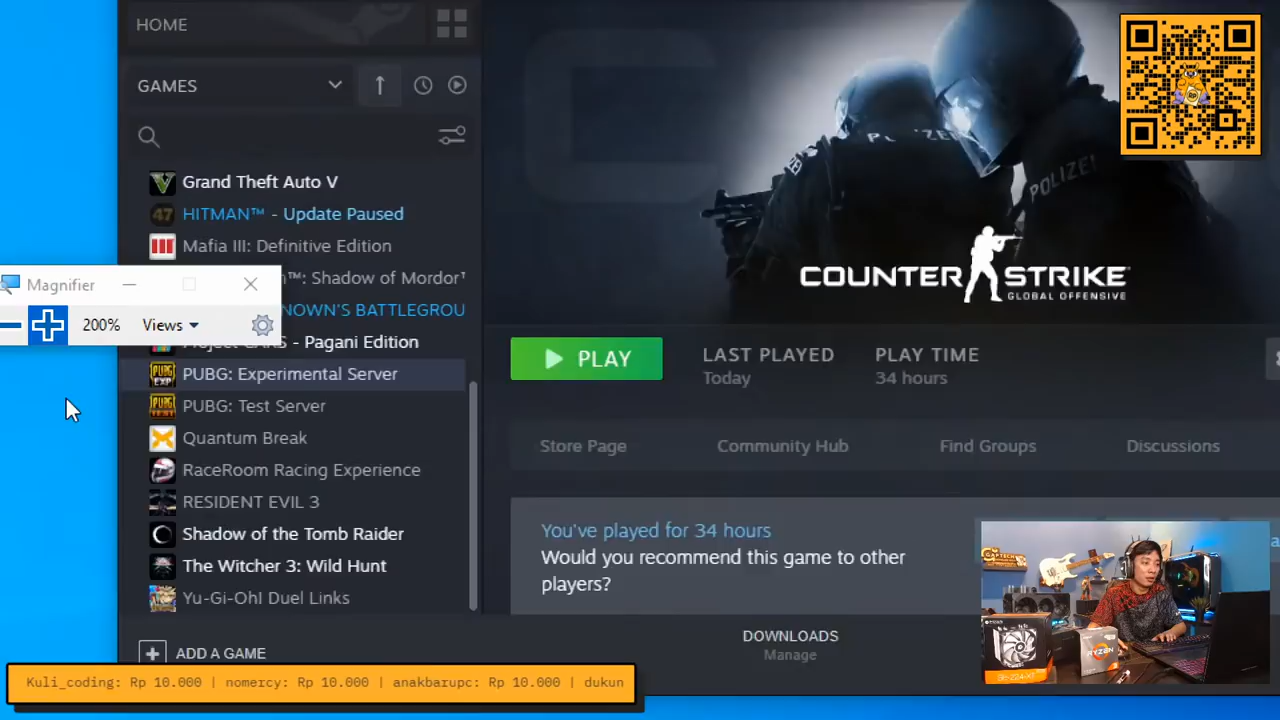 HOME
GAMES
Grand Theft Auto V
47 HITMAN™ - Update Paused
Mafia III: Definitive Edition
™: Shadow of Mordor
NOWN'S BATTLEGROU
- Pagani Edition
PUBG: Experimental Server
PUBG: Test Server
Quantum Break
RaceRoom Racing Experience
RESIDENT EVIL 3
Shadow of the Tomb Raider
The Witcher 3: Wild Hunt
Yu-Gi-Oh! Duel Links
ADD A GAME
Magnifier
200% Views
POLIZEI
POLIZEI
COUNTER STRIKE
GLOBAL OFFENSIVE
PLAY
LAST PLAYED
Today
PLAY TIME
34 hours
Store Page Community Hub Find Groups Discussions
You've played for 34 hours
Would you recommend this game to other
players?
DOWNLOADS
Manage
RYZEN
Kuli_coding: Rp 10.000 | nomercy: Rp 10.000 | anakbarupc: Rp 10.000 | dukun